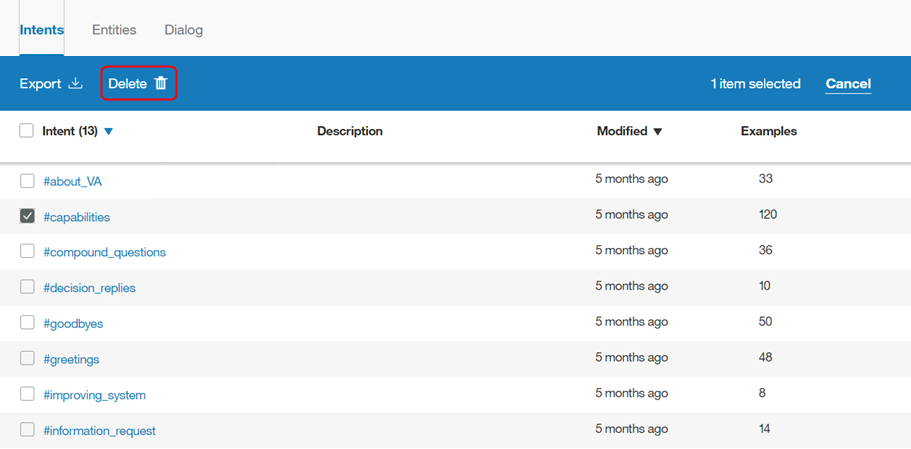 Intents Entities Dialog
Export Delete 1 item selected Cancel
Intent (13) Description Modified Examples
#about_VA 5 months ago 33
#capabilities 5 months ago 120
#compound_questions 5 months ago 36
#decision_replies 5 months ago 10
#goodbyes 5 months ago 50
#greetings 5 months ago 48
#improving_system 5 months ago 8
#information_request 5 months ago 14